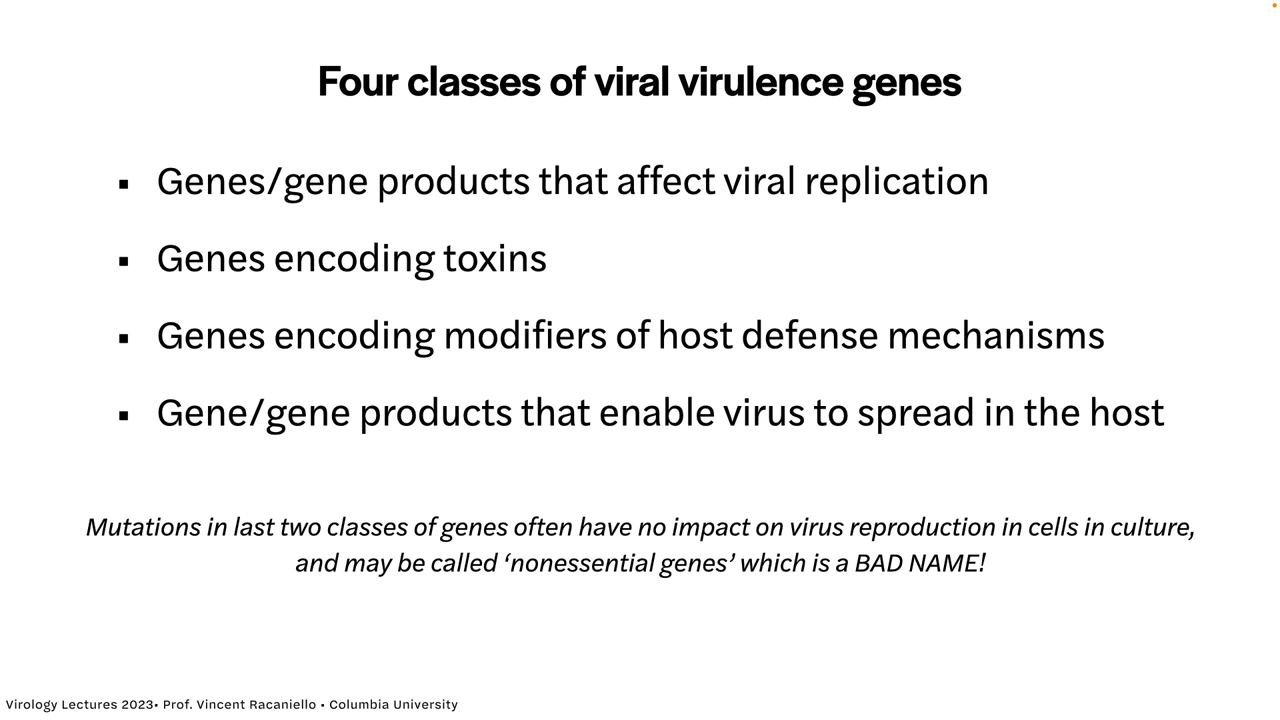 Four classes of viral virulence genes
▪ Genes/gene products that affect viral replication
▪ Genes encoding toxins
▪ Genes encoding modifiers of host defense mechanisms
▪ Gene/gene products that enable virus to spread in the host
Mutations in last two classes of genes often have no impact on virus reproduction in cells in culture,
and may be called ‘nonessential genes’ which is a BAD NAME!
Virology Lectures 2023• Prof. Vincent Racaniello • Columbia University